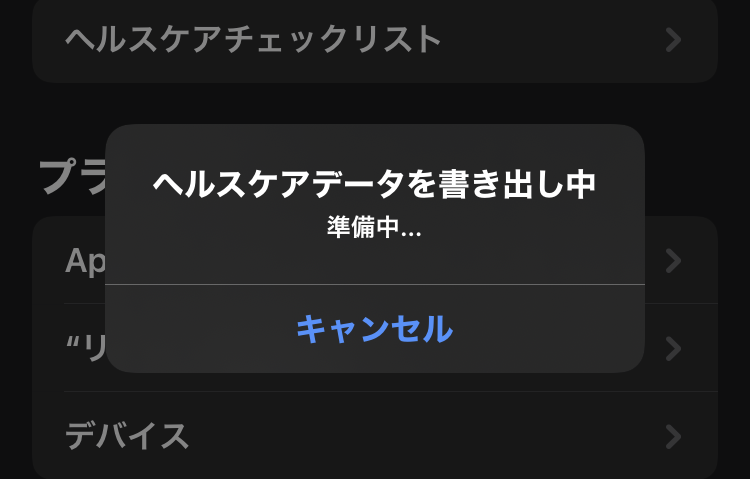 ヘルスケアチェックリスト
プラ
ヘルスケアデータを書き出し中
準備中...
Ap
キャンセル
“リ
デバイス